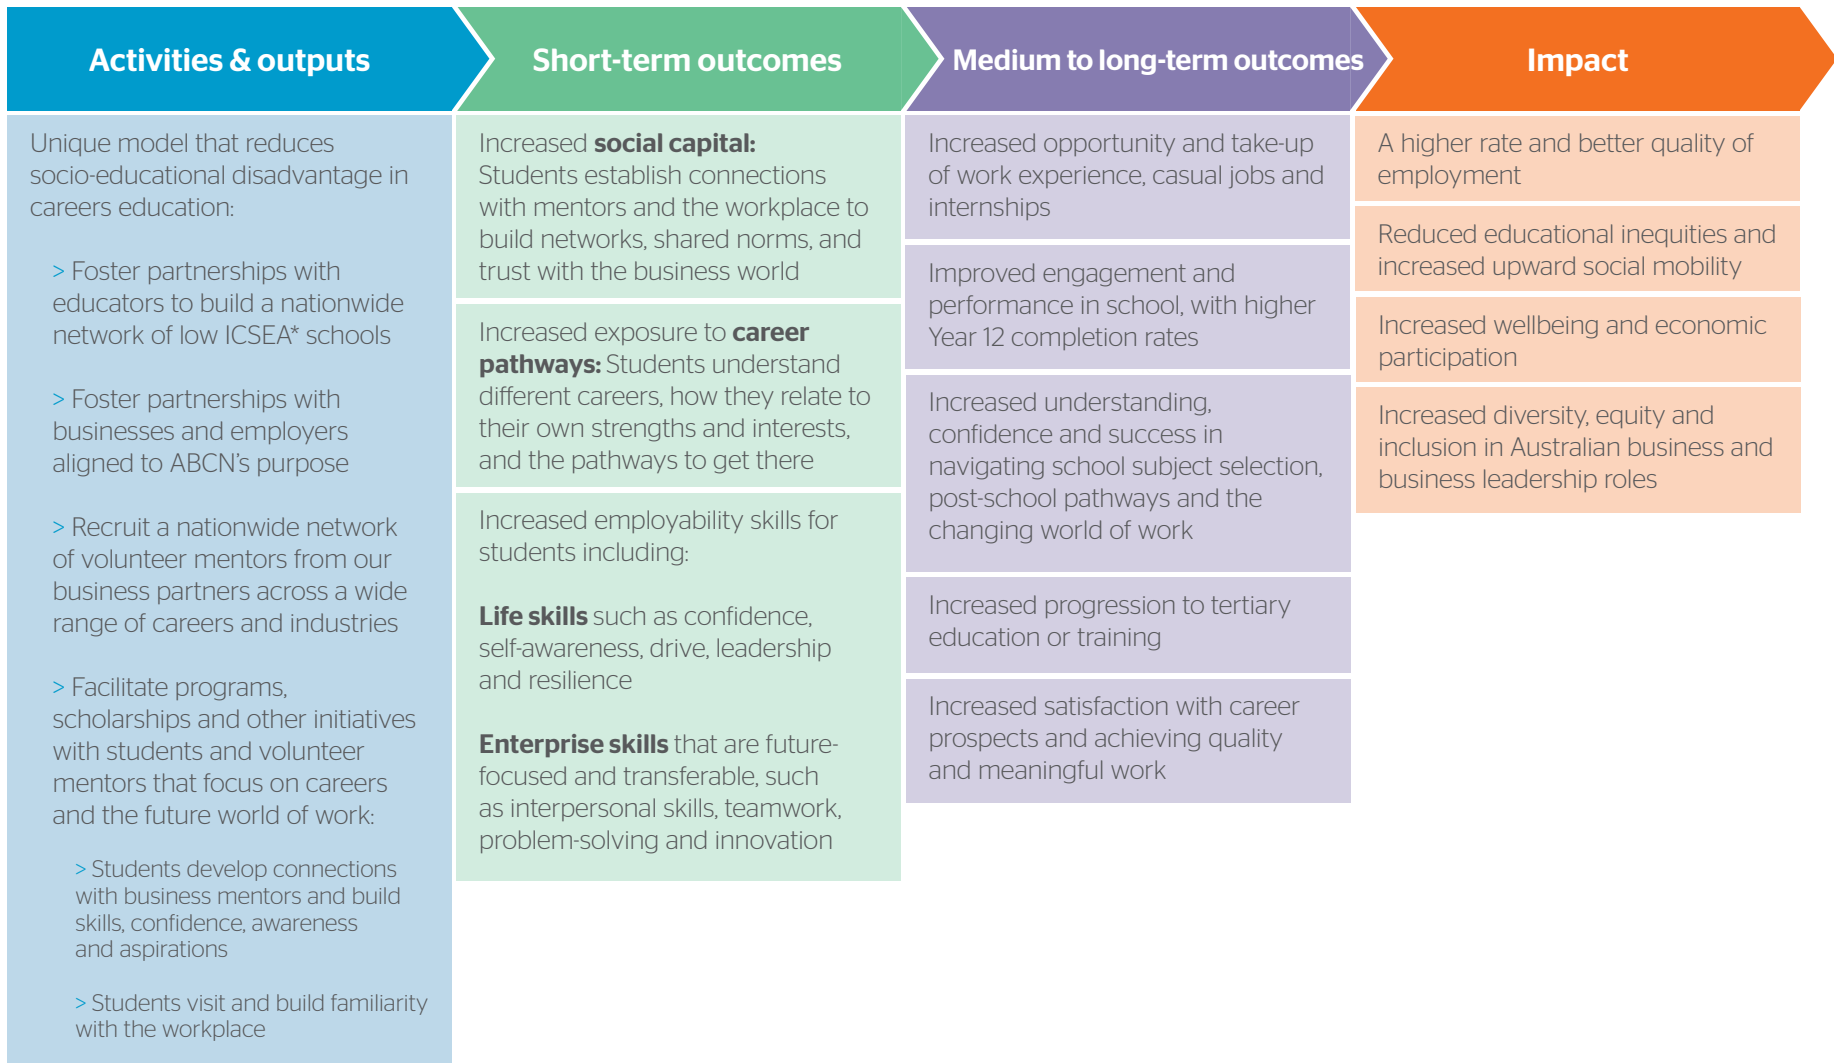 Activities & outputs
Short-term outcomes
Medium to long-term outcomes
Impact
Unique model that reduces
socio-educational disadvantage in
careers education:
> Foster partnerships with
educators to build a nationwide
network of low ICSEA* schools
> Foster partnerships with
businesses and employers
aligned to ABCN's purpose
> Recruit a nationwide network
of volunteer mentors from our
business partners across a wide
range of careers and industries
> Facilitate programs,
scholarships and other initiatives
with students and volunteer
mentors that focus on careers
and the future world of work:
> Students develop connections
with business mentors and build
skills, confidence, awareness
and aspirations
> Students visit and build familiarity
with the workplace
Increased social capital:
Students establish connections
with mentors and the workplace to
build networks, shared norms, and
trust with the business world
Increased exposure to career
pathways: Students understand
different careers, how they relate to
their own strengths and interests,
and the pathways to get there
Increased employability skills for
students including:
Life skills such as confidence,
self-awareness, drive, leadership
and resilience
Enterprise skills that are future-
focused and transferable, such
as interpersonal skills, teamwork,
problem-solving and innovation
Increased opportunity and take-up
of work experience, casual jobs and
internships
Improved engagement and
performance in school, with higher
Year 12 completion rates
Increased understanding,
confidence and success in
navigating school subject selection,
post-school pathways and the
changing world of work
Increased progression to tertiary
education or training
Increased satisfaction with career
prospects and achieving quality
and meaningful work
A higher rate and better quality of
employment
Reduced educational inequities and
increased upward social mobility
Increased wellbeing and economic
participation
Increased diversity, equity and
inclusion in Australian business and
business leadership roles